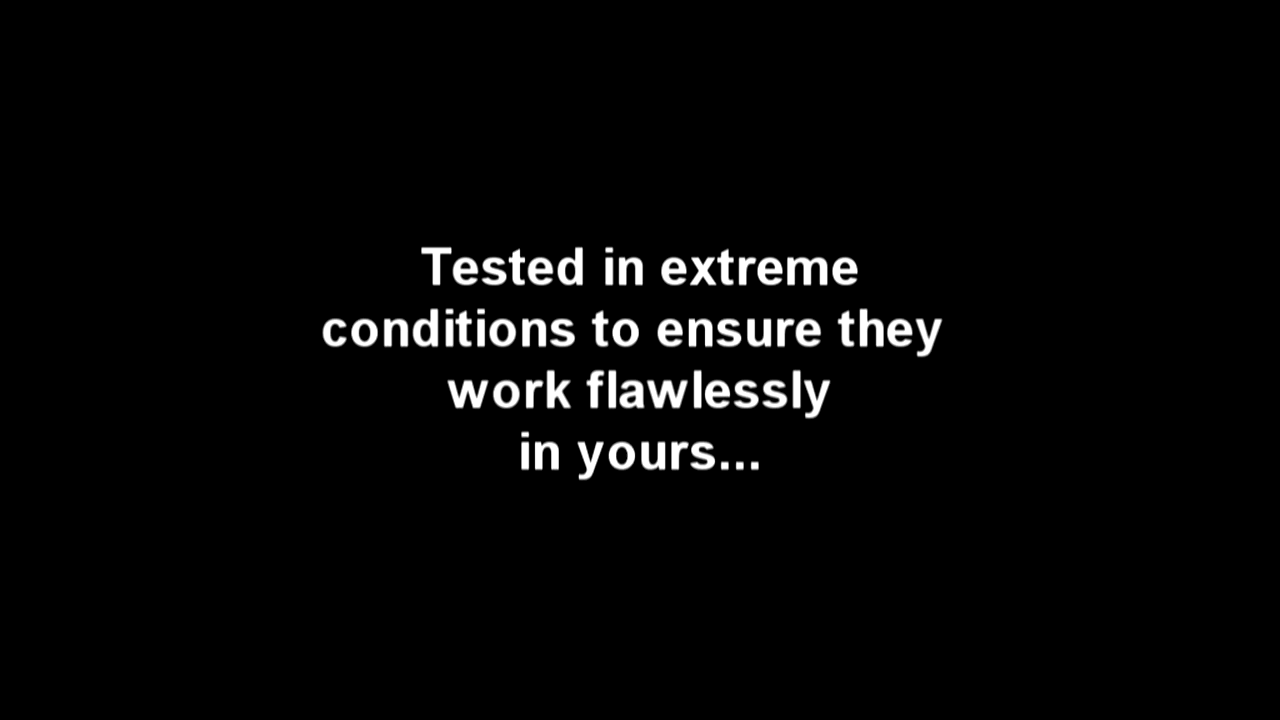 Tested in extreme
conditions to ensure they
work flawlessly
in yours...